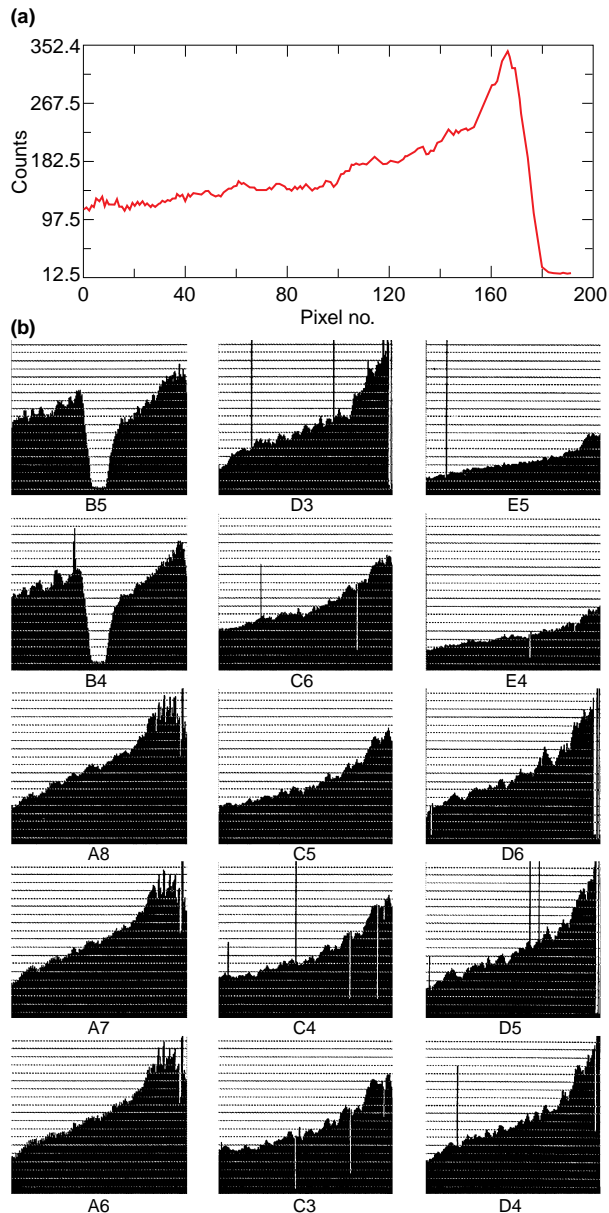 (a)
352.4
267.5
182.5
97.5
12.5
Counts
0 40 80 120 160 200
Pixel no.
(b)
B5 D3 E5
B4 C6 E4
A8 C5 D6
A7 C4 D5
A6 C3 D4